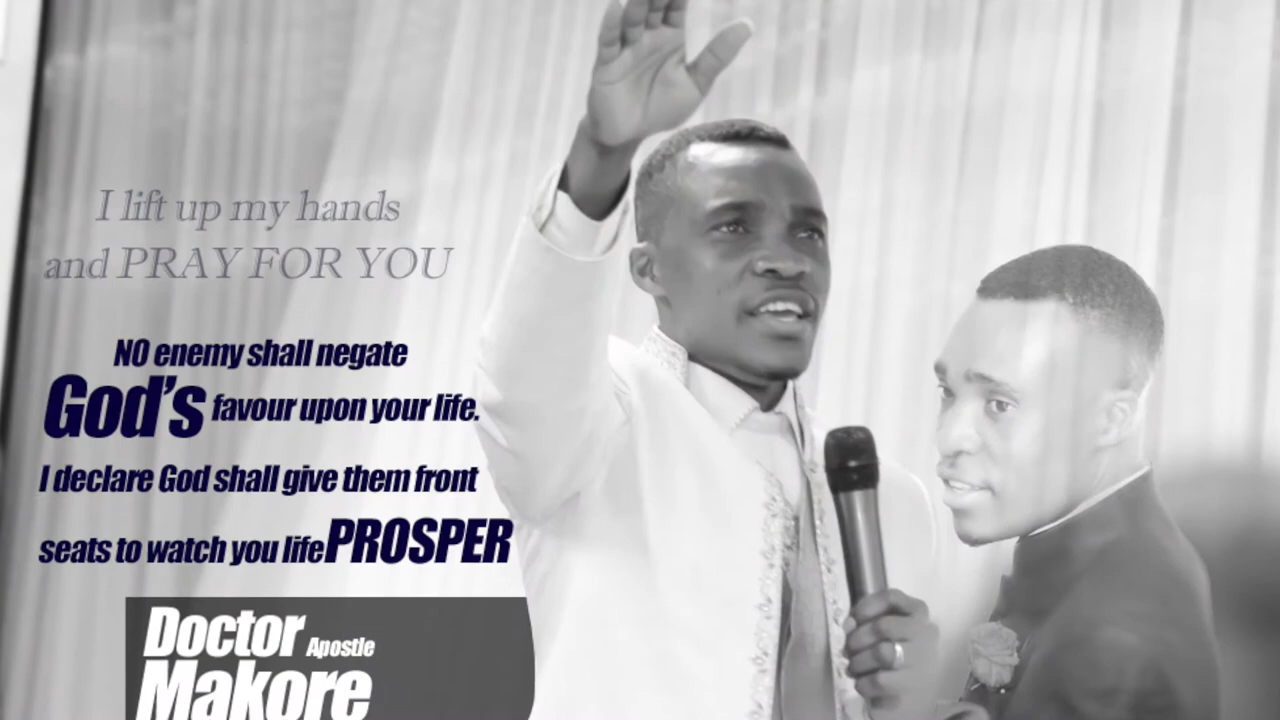 I lift up my hands
and PRAY FOR YOU
NO enemy shall negate
God's favour upon your life.
I declare God shall give them front
seats to watch you life PROSPER
Doctor Apostle
Makore